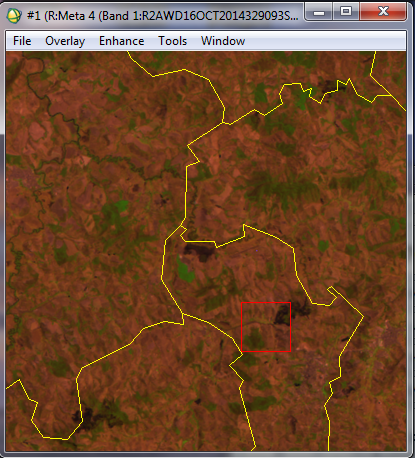 #1 (R:Meta 4 (Band 1:R2AWD16OCT2014329093S...
File Overlay Enhance Tools Window